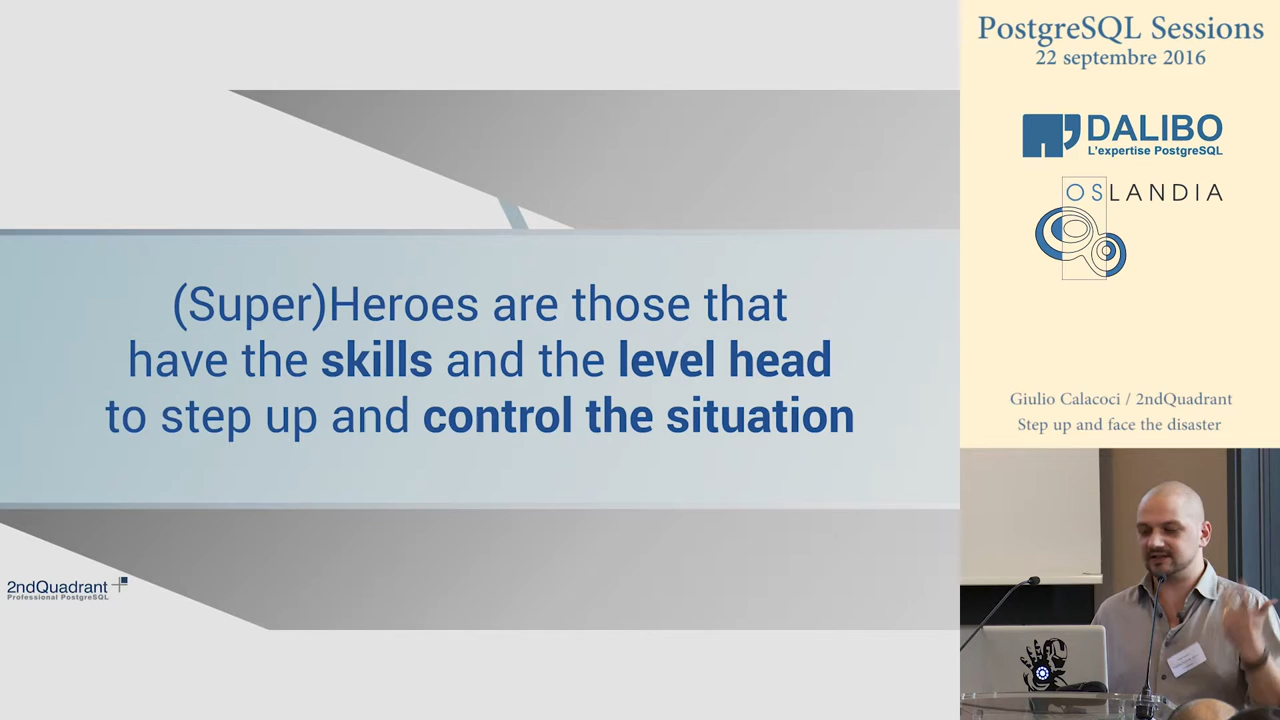 (Super)Heroes are those that
have the skills and the level head
to step up and control the situation
2ndQuadrant
Professional PostgreSQL
PostgreSQL Sessions
22 septembre 2016
DALIBO
L'expertise PostgreSQL
OSLANDIA
Giulio Calacoci / 2ndQuadrant
Step up and face the disaster